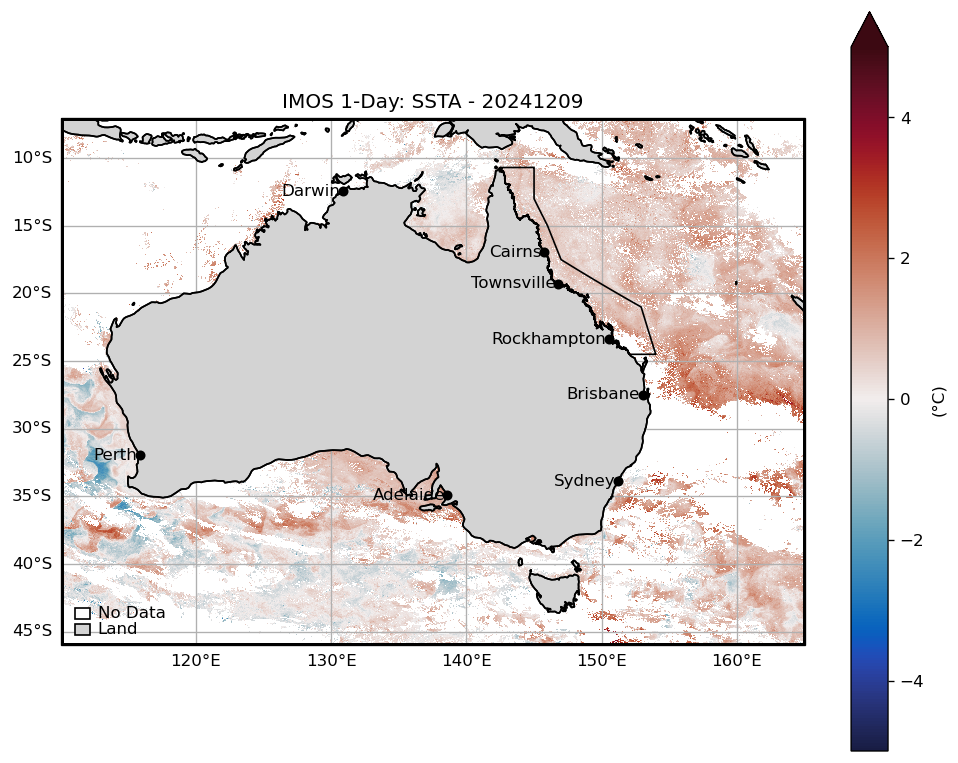 IMOS 1-Day: SSTA - 20241209
10°S
15°S
20°S
25°S
30°S
35°S
40°S
45°S
Darwin
Cairns
Townsville
Rockhampton
Brisbane
Perth
Sydney
Adelaide
No Data
Land
120°E 130°E 140°E 150°E 160°E
4
2
0
−2
−4
(°C)